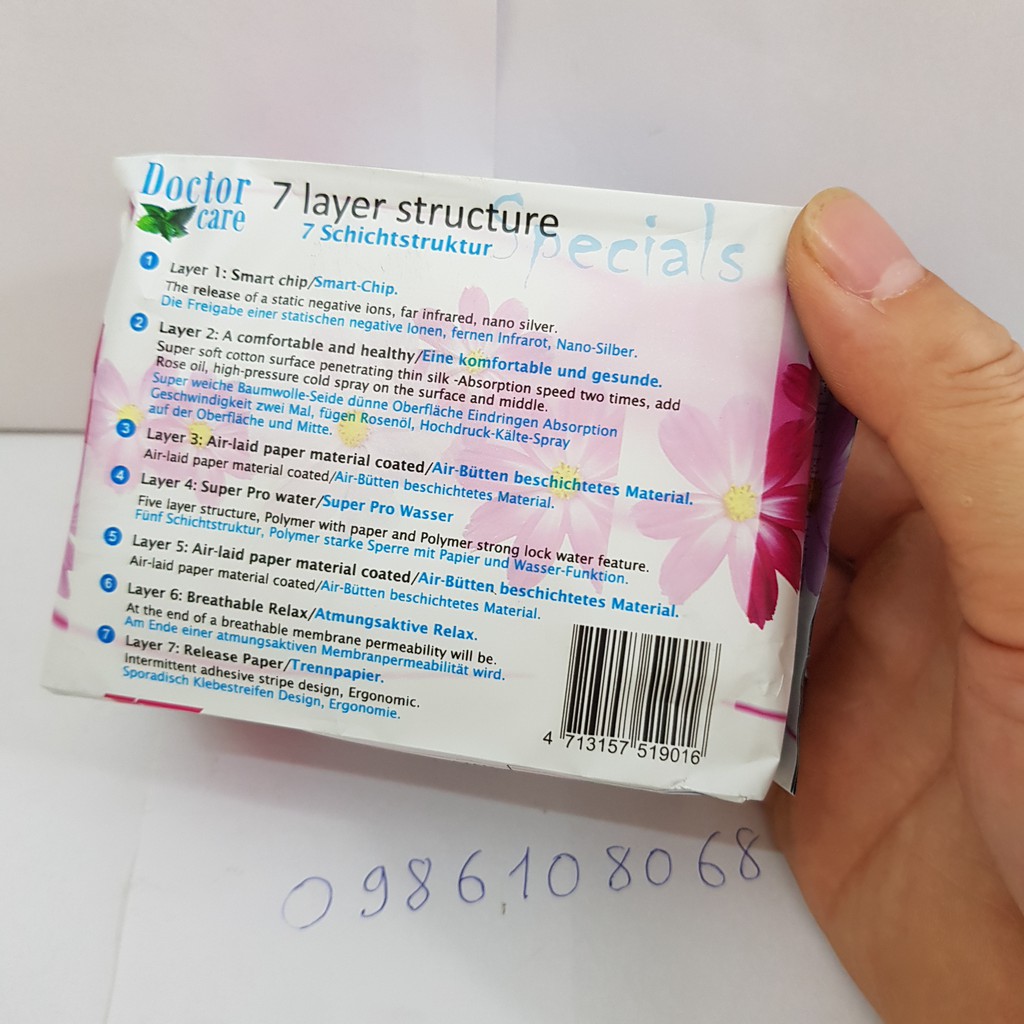 Doctor care
7 layer structure
Specials
7 Schichtstruktur
1 Layer 1: Smart chip/Smart-Chip.
The release of a static negative ions, far infrared, nano silver.
Die Freigabe einer statischen negative Ionen, fernen Infrarot, Nano-Silber.
2 Layer 2: A comfortable and healthy/Eine komfortable und gesunde.
Super soft cotton surface penetrating thin silk -Absorption speed two times, add
Rose oil, high-pressure cold spray on the surface and middle.
Super weiche Baumwolle-Seide dünne Oberfläche Eindringen Absorption
Geschwindigkeit zwei Mal, fügen Rosenöl, Hochdruck-Kälte-Spray
auf der Oberfläche und Mitte.
3 Layer 3: Air-laid paper material coated/Air-Bütten beschichtetes Material.
Air-laid paper material coated/Air-Bütten beschichtetes Material.
4 Layer 4: Super Pro water/Super Pro Wasser
Five layer structure, Polymer with paper and Polymer strong lock water feature.
Fünf Schichtstruktur, Polymer starke Sperre mit Papier und Wasser-Funktion.
5 Layer 5: Air-laid paper material coated/Air-Bütten beschichtetes Material.
Air-laid paper material coated/Air-Bütten beschichtetes Material.
6 Layer 6: Breathable Relax/Atmungsaktive Relax.
At the end of a breathable membrane permeability will be.
Am Ende einer atmungsaktiven Membranpermeabilität wird.
7 Layer 7: Release Paper/Trennpapier.
Intermittent adhesive stripe design, Ergonomic.
Sporadisch Klebestreifen Design, Ergonomie.
4 713157 519016
0986.108068